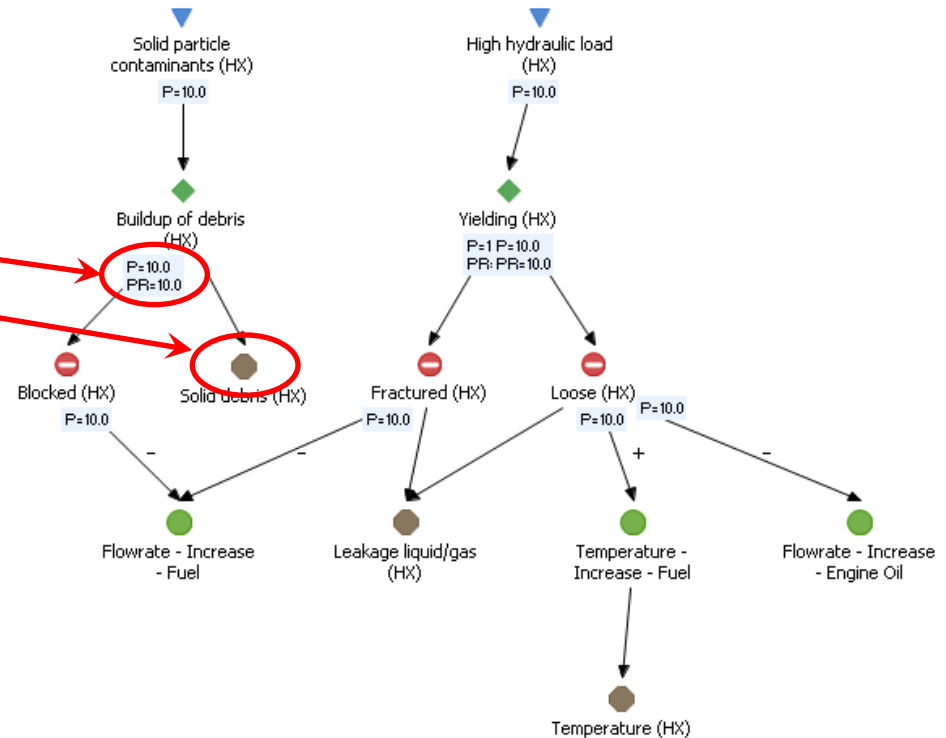 Solid particle
contaminants (HX)
P=10.0
High hydraulic load
(HX)
P=10.0
Buildup of debris
(HX)
P=10.0
PR=10.0
Yielding (HX)
P=1 P=10.0
PR: PR=10.0
Blocked (HX)
P=10.0
Solid debris (HX)
Fractured (HX)
P=10.0
Loose (HX)
P=10.0
P=10.0
–
–
+
–
Flowrate - Increase
- Fuel
Leakage liquid/gas
(HX)
Temperature -
Increase - Fuel
Flowrate - Increase
- Engine Oil
Temperature (HX)